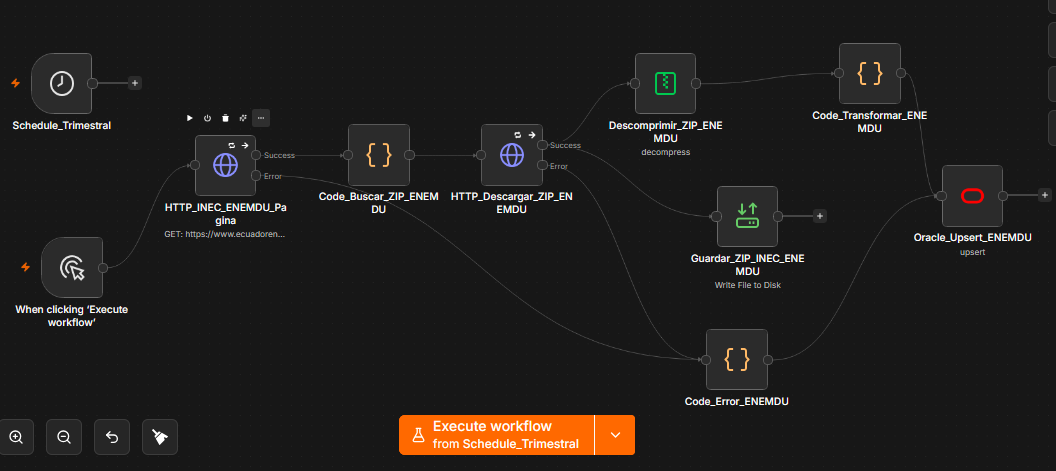 Schedule_Trimestral
Success
Error
HTTP_INEC_ENEMDU_Pa
gina
GET: https://www.ecuadoren...
When clicking ‘Execute
workflow’
Code_Buscar_ZIP_ENEM
DU
Success
Error
HTTP_Descargar_ZIP_EN
EMDU
Descomprimir_ZIP_ENE
MDU
decompress
Code_Transformar_ENE
MDU
Guardar_ZIP_INEC_ENE
MDU
Write File to Disk
Oracle_Upsert_ENEMDU
upsert
Code_Error_ENEMDU
Execute workflow
from Schedule_Trimestral